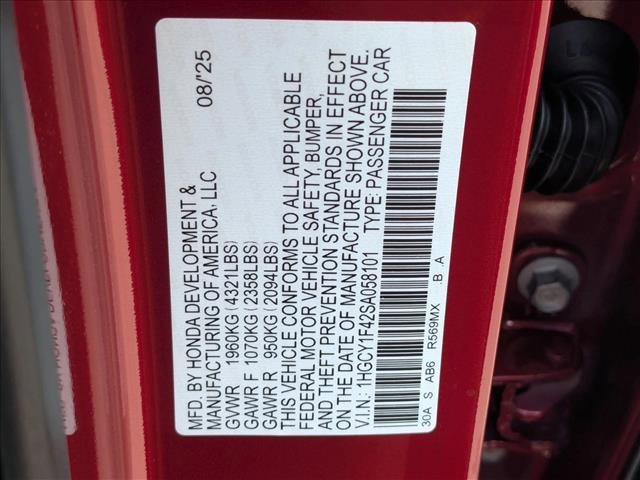 MFD. BY HONDA DEVELOPMENT & 08/'25
MANUFACTURING OF AMERICA, LLC
GVWR 1960KG (4321LBS)
GAWR F 1070KG (2358LBS)
GAWR R 950KG (2094LBS)
THIS VEHICLE CONFORMS TO ALL APPLICABLE
FEDERAL MOTOR VEHICLE SAFETY, BUMPER,
AND THEFT PREVENTION STANDARDS IN EFFECT
ON THE DATE OF MANUFACTURE SHOWN ABOVE.
V.I.N.: 1HGCY1F42SA058101 TYPE: PASSENGER CAR
30A S AB6 R569MX B A